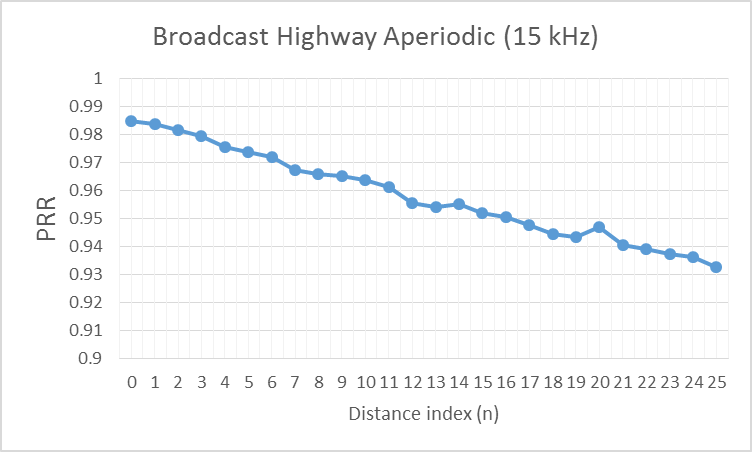 Broadcast Highway Aperiodic (15 kHz)
1
0.99
0.98
0.97
0.96
0.95
0.94
0.93
0.92
0.91
0.9
PRR
0 1 2 3 4 5 6 7 8 9 10 11 12 13 14 15 16 17 18 19 20 21 22 23 24 25
Distance index (n)